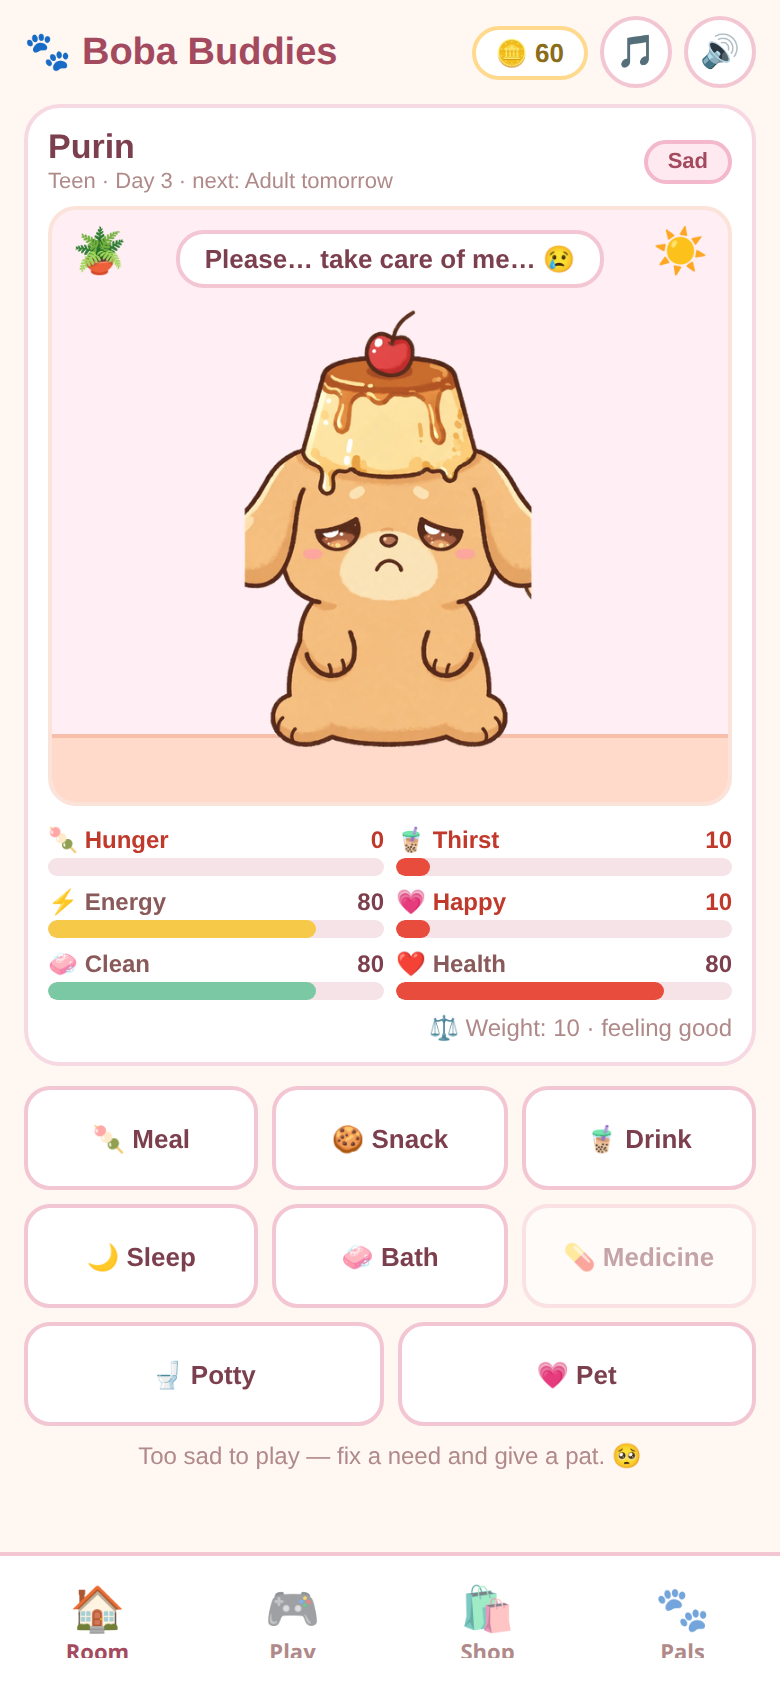 🐾 Boba Buddies
🪙 60 🎵 🔊
Purin
Teen · Day 3 · next: Adult tomorrow
Sad
Please… take care of me… 😢
🍡 Hunger 0
🧋 Thirst 10
⚡ Energy 80
💗 Happy 10
🧼 Clean 80
❤️ Health 80
⚖️ Weight: 10 · feeling good
🍡 Meal
🍪 Snack
🧋 Drink
🌙 Sleep
🧼 Bath
💊 Medicine
🚽 Potty
💗 Pet
Too sad to play — fix a need and give a pat. 🥺
Room
Play
Shop
Pals